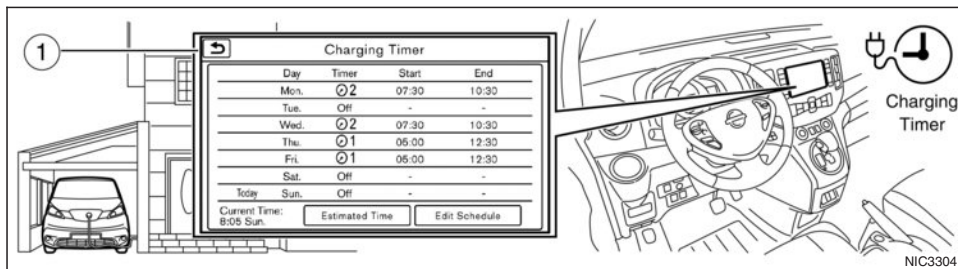 1
Charging Timer
Day Timer Start End
Mon. 2 07:30 10:30
Tue. Off - -
Wed. 2 07:30 10:30
Thu. 1 05:00 12:30
Fri. 1 05:00 12:30
Sat. Off - -
Today Sun. Off - -
Current Time:
8:05 Sun.
Estimated Time
Edit Schedule
Charging
Timer
NIC3304